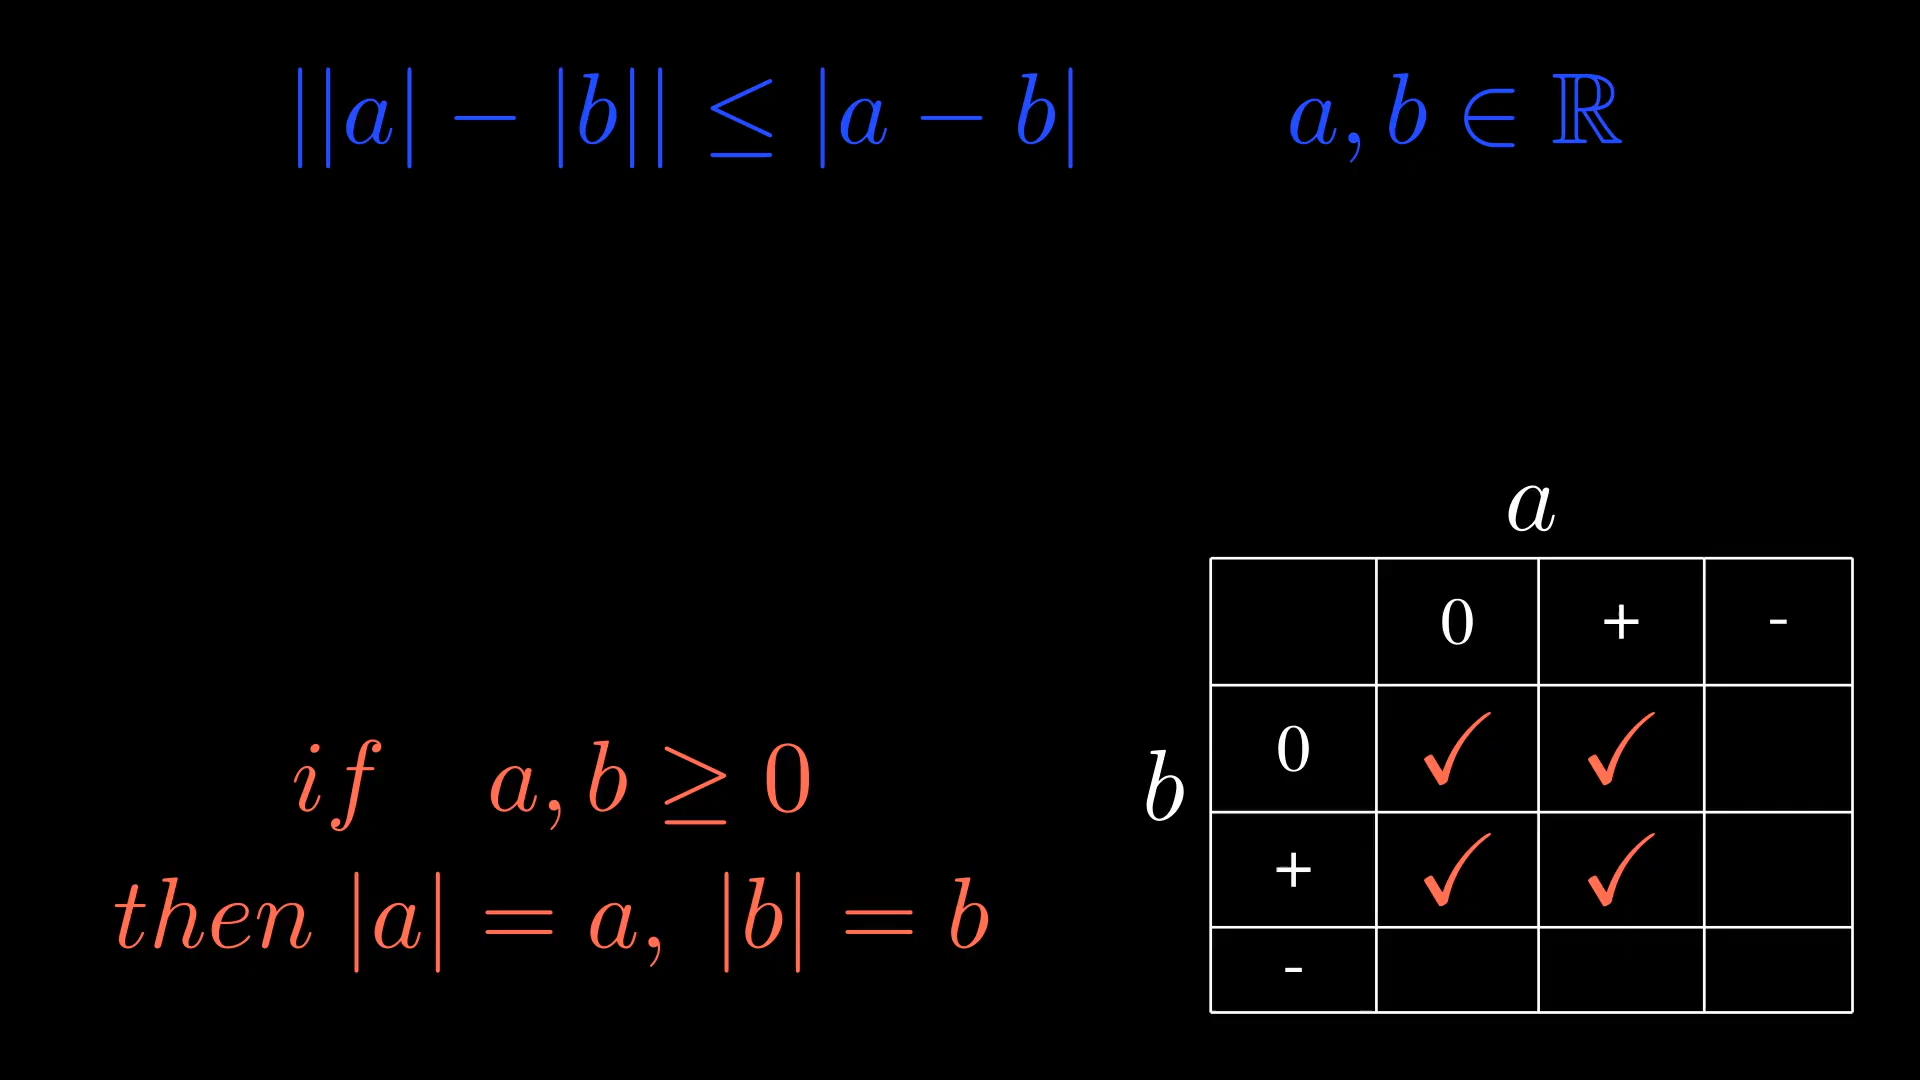 ||a| − |b|| ≤ |a − b| a, b ∈ ℝ
a
0 + -
0 ✓ ✓
b
+ ✓ ✓
-
if a, b ≥ 0
then |a| = a, |b| = b